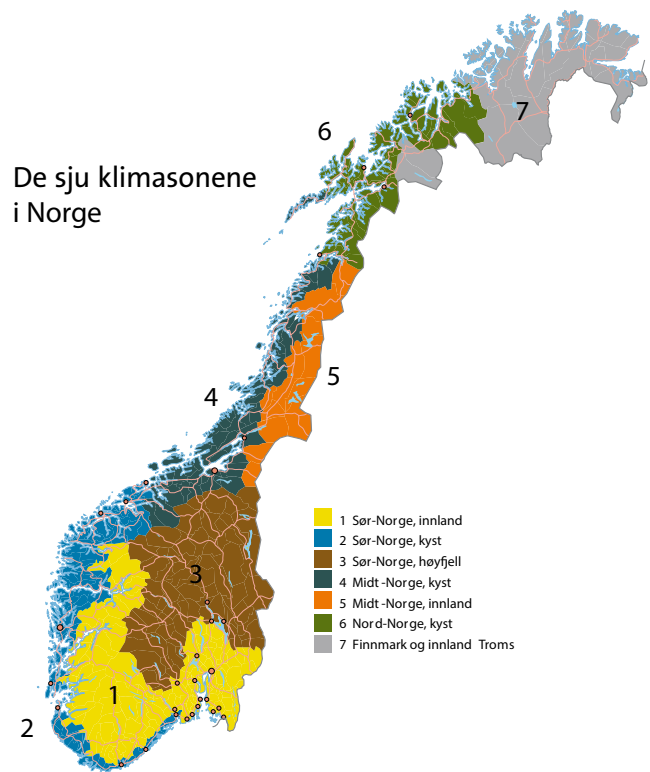 De sju klimasonene
i Norge
7
6
5
4
3
1
2
1 Sør-Norge, innland
2 Sør-Norge, kyst
3 Sør-Norge, høyfjell
4 Midt-Norge, kyst
5 Midt-Norge, innland
6 Nord-Norge, kyst
7 Finnmark og innland Troms